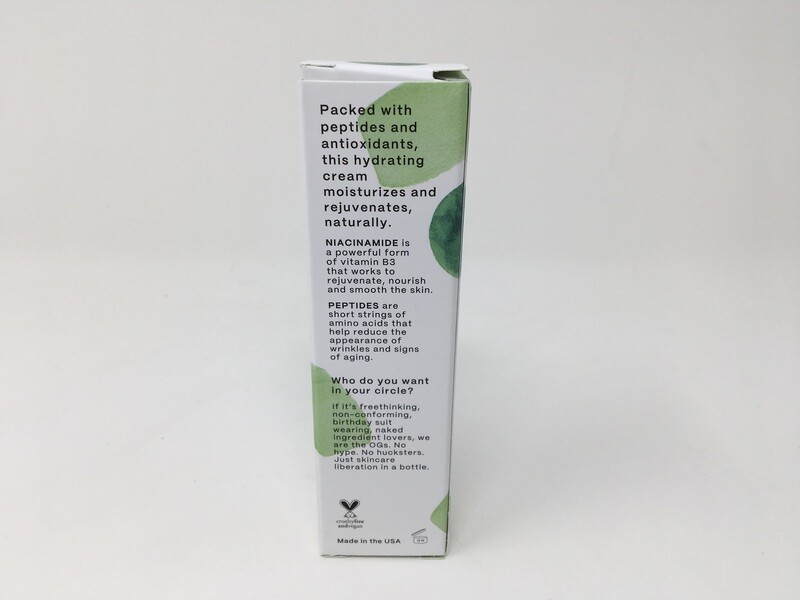 Packed with
peptides and
antioxidants,
this hydrating
cream
moisturizes and
rejuvenates,
naturally.
NIACINAMIDE is
a powerful form
of vitamin B3
that works to
rejuvenate, nourish
and smooth the skin.
PEPTIDES are
short strings of
amino acids that
help reduce the
appearance of
wrinkles and signs
of aging.
Who do you want
in your circle?
If it's freethinking,
non-conforming,
birthday suit
wearing, naked
ingredient lovers, we
are the OGs. No
hype. No hucksters.
Just skincare
liberation in a bottle.
crueltyfree
andvegan
Made in the USA